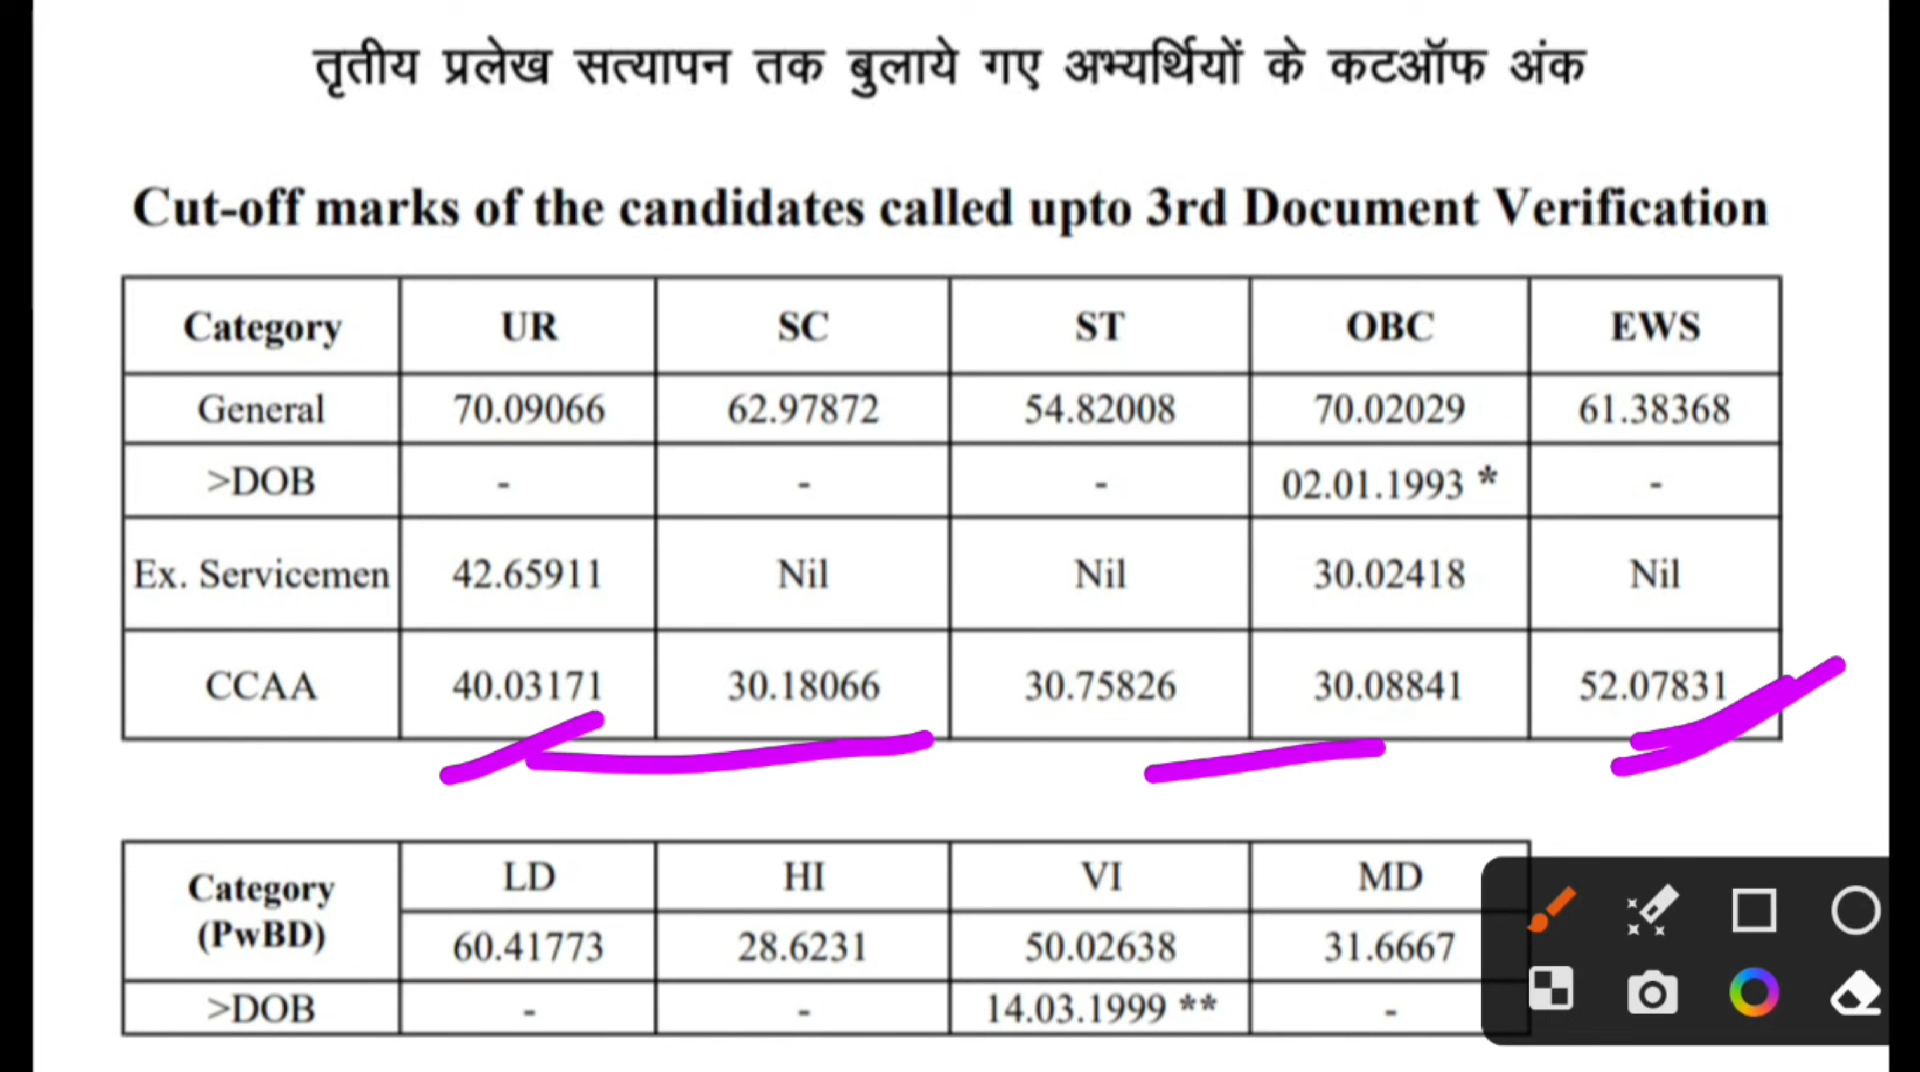 तृतीय प्रलेख सत्यापन तक बुलाये गए अभ्यर्थियों के कटऑफ अंक
Cut-off marks of the candidates called upto 3rd Document Verification
Category UR SC ST OBC EWS
General 70.09066 62.97872 54.82008 70.02029 61.38368
>DOB - - - 02.01.1993 * -
Ex. Servicemen 42.65911 Nil Nil 30.02418 Nil
CCAA 40.03171 30.18066 30.75826 30.08841 52.07831
Category (PwBD) LD HI VI MD
60.41773 28.6231 50.02638 31.6667
>DOB - - 14.03.1999 ** -